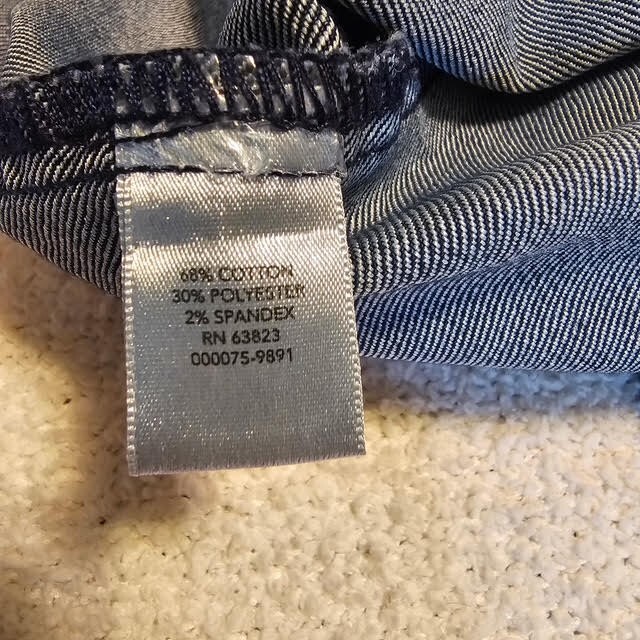 68% COTTON
30% POLYESTER
2% SPANDEX
RN 63823
000075-9891